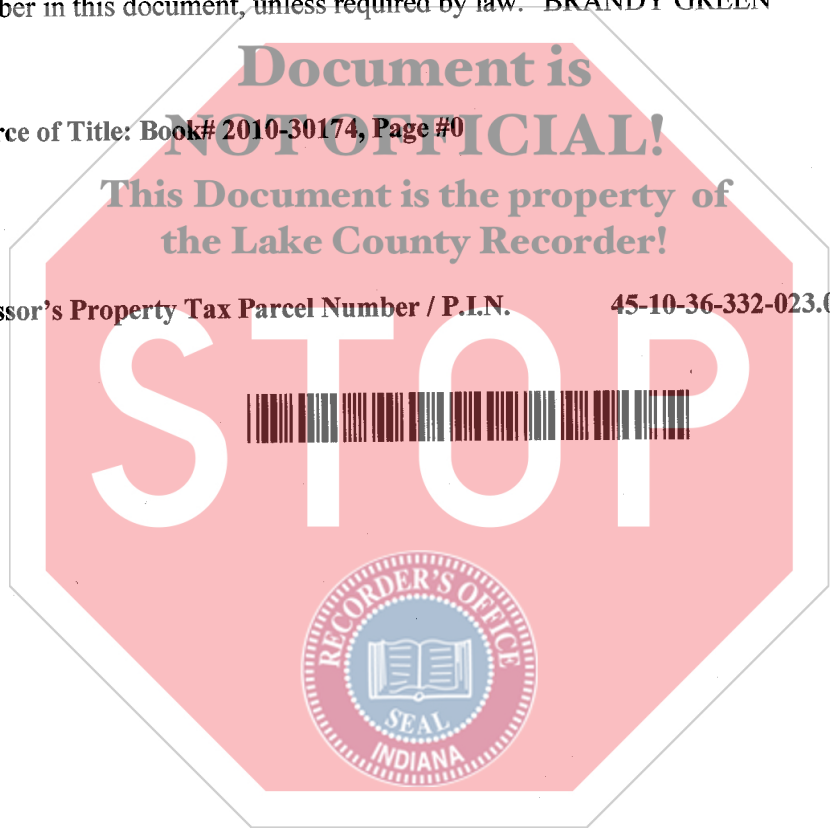 ber in this document, unless required by law. BRANDY GREEN
Document is
rce of Title: Book# 2010-30174, Page #0
NOT OFFICIAL!
This Document is the property of
the Lake County Recorder!
ssor's Property Tax Parcel Number / P.I.N. 45-10-36-332-023.0
STOP
RECORDER'S OFFICE
SEAL
INDIANA